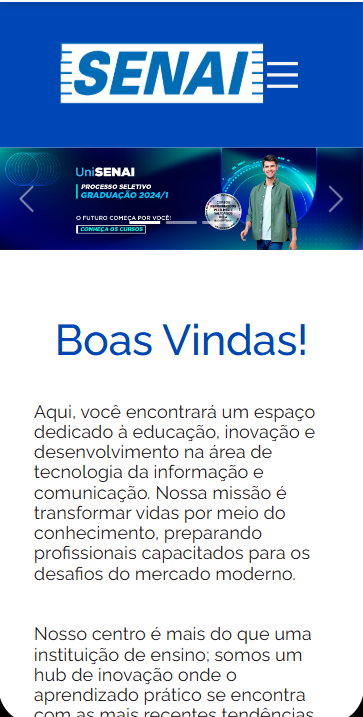 SENAI
UniSENAI
PROCESSO SELETIVO
GRADUAÇÃO 2024/1
O FUTURO COMEÇA POR VOCÊ!
CONHEÇA OS CURSOS
Boas Vindas!
Aqui, você encontrará um espaço
dedicado à educação, inovação e
desenvolvimento na área de
tecnologia da informação e
comunicação. Nossa missão é
transformar vidas por meio do
conhecimento, preparando
profissionais capacitados para os
desafios do mercado moderno.
Nosso centro é mais do que uma
instituição de ensino; somos um
hub de inovação onde o
aprendizado prático se encontra
com as mais recentes tendências